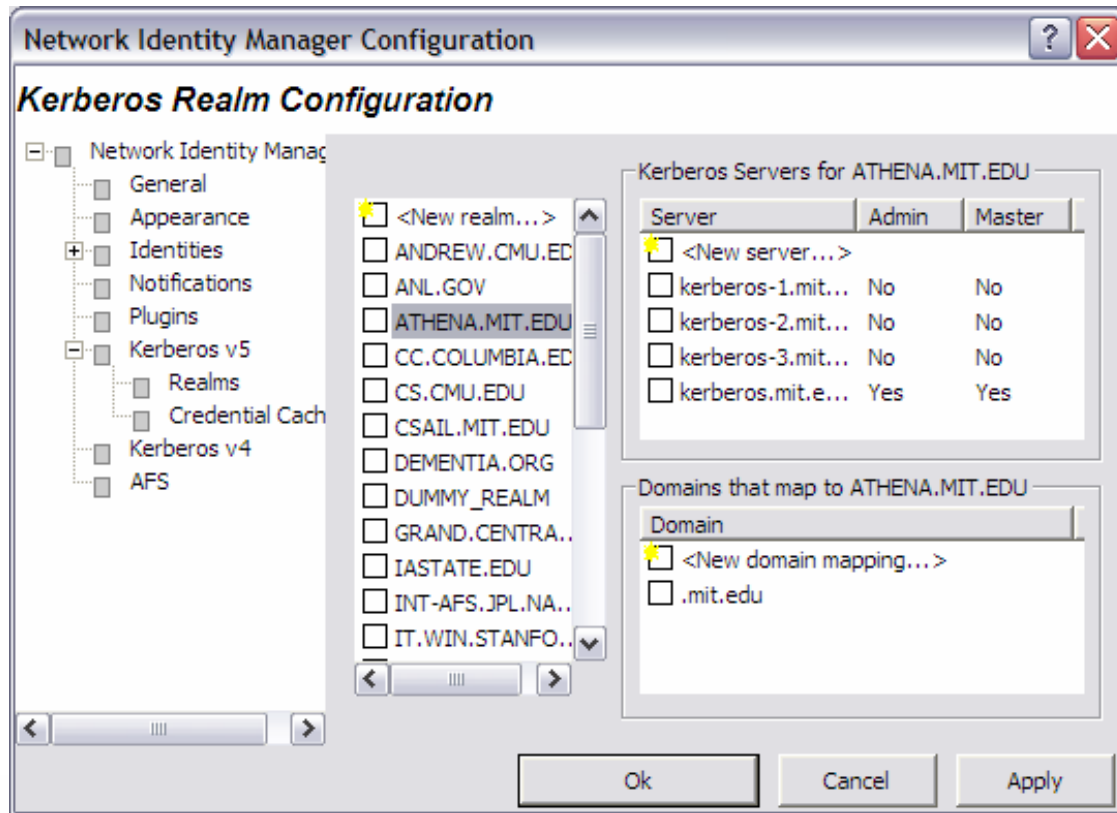 Network Identity Manager Configuration
Kerberos Realm Configuration
Network Identity Manag
General
Appearance
Identities
Notifications
Plugins
Kerberos v5
Realms
Credential Cach
Kerberos v4
AFS
<New realm...>
ANDREW.CMU.ED
ANL.GOV
ATHENA.MIT.EDU
CC.COLUMBIA.ED
CS.CMU.EDU
CSAIL.MIT.EDU
DEMENTIA.ORG
DUMMY_REALM
GRAND.CENTRA..
IASTATE.EDU
INT-AFS.JPL.NA..
IT.WIN.STANFO..
Kerberos Servers for ATHENA.MIT.EDU
Server Admin Master
<New server...>
kerberos-1.mit... No No
kerberos-2.mit... No No
kerberos-3.mit... No No
kerberos.mit.e... Yes Yes
Domains that map to ATHENA.MIT.EDU
Domain
<New domain mapping...>
.mit.edu
Ok Cancel Apply